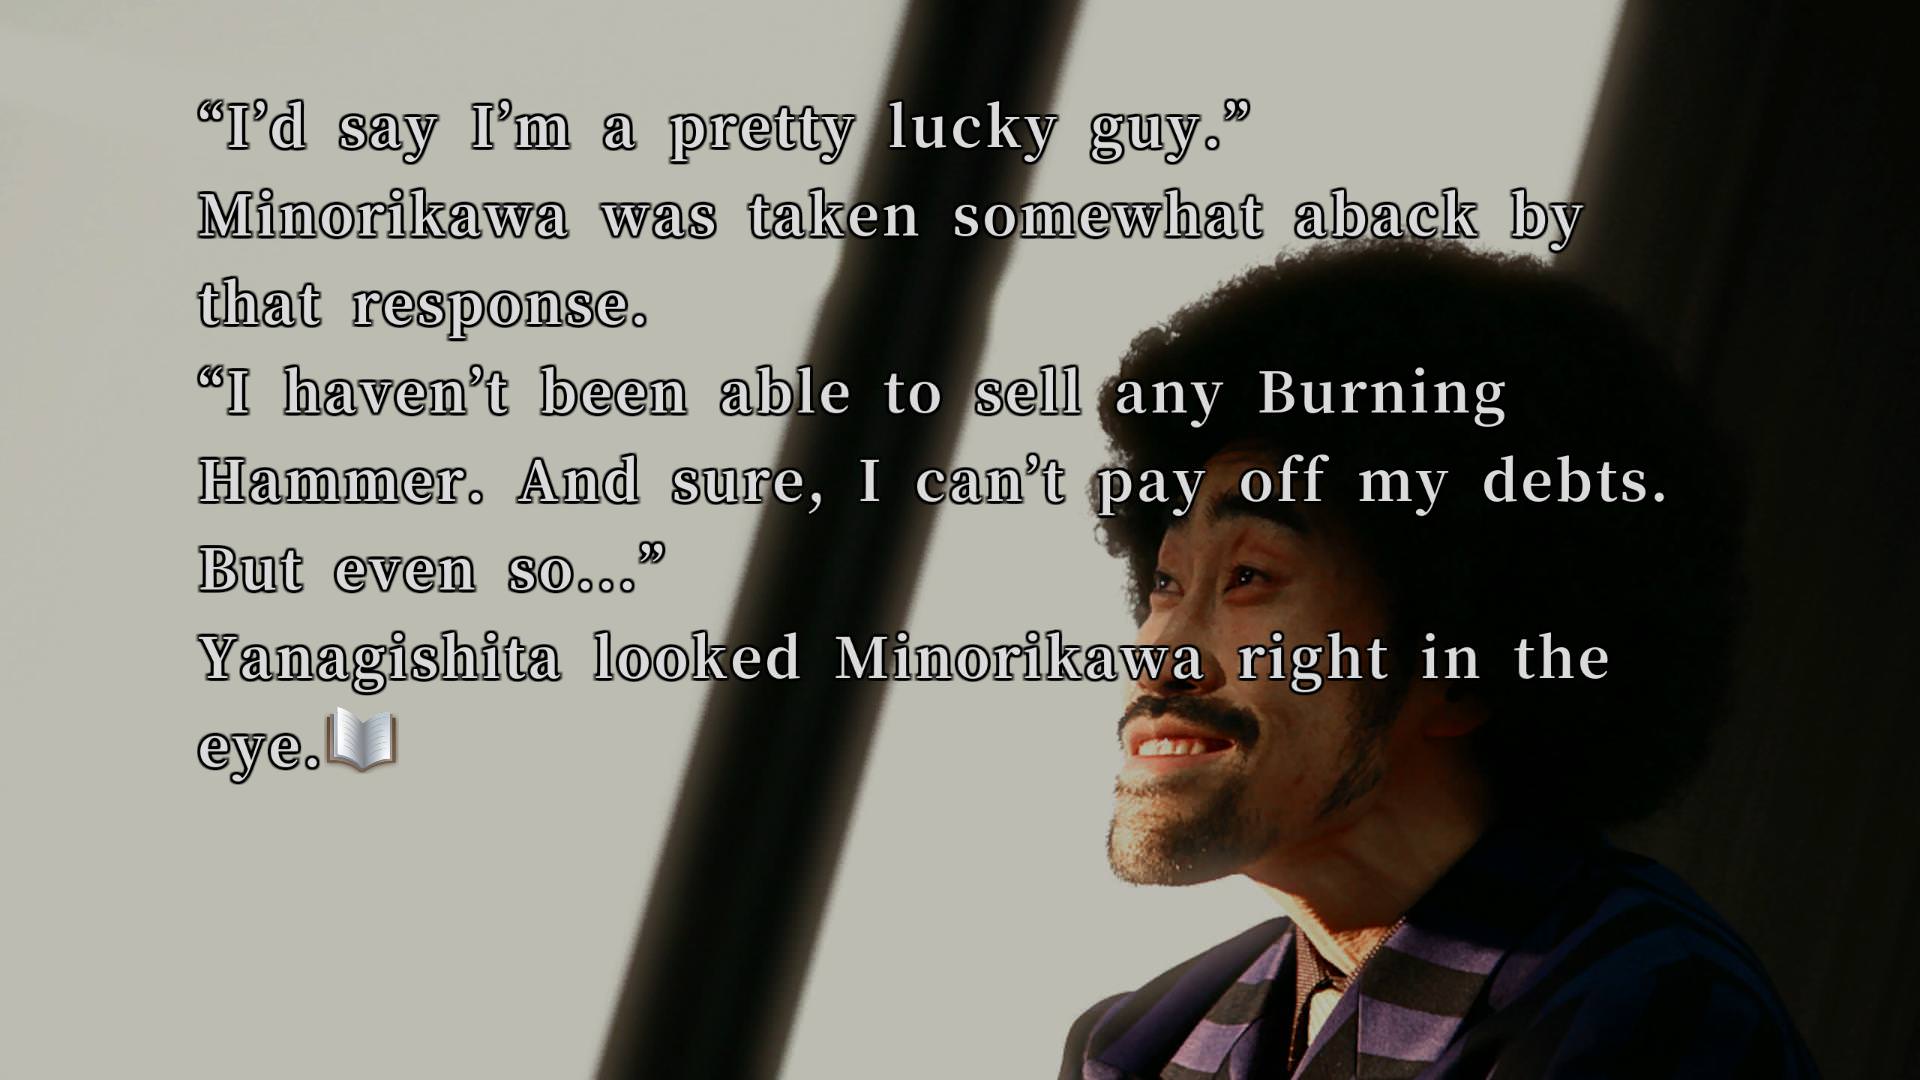 “I’d say I’m a pretty lucky guy.”
Minorikawa was taken somewhat aback by
that response.
“I haven’t been able to sell any Burning
Hammer. And sure, I can’t pay off my debts.
But even so...”
Yanagishita looked Minorikawa right in the
eye.